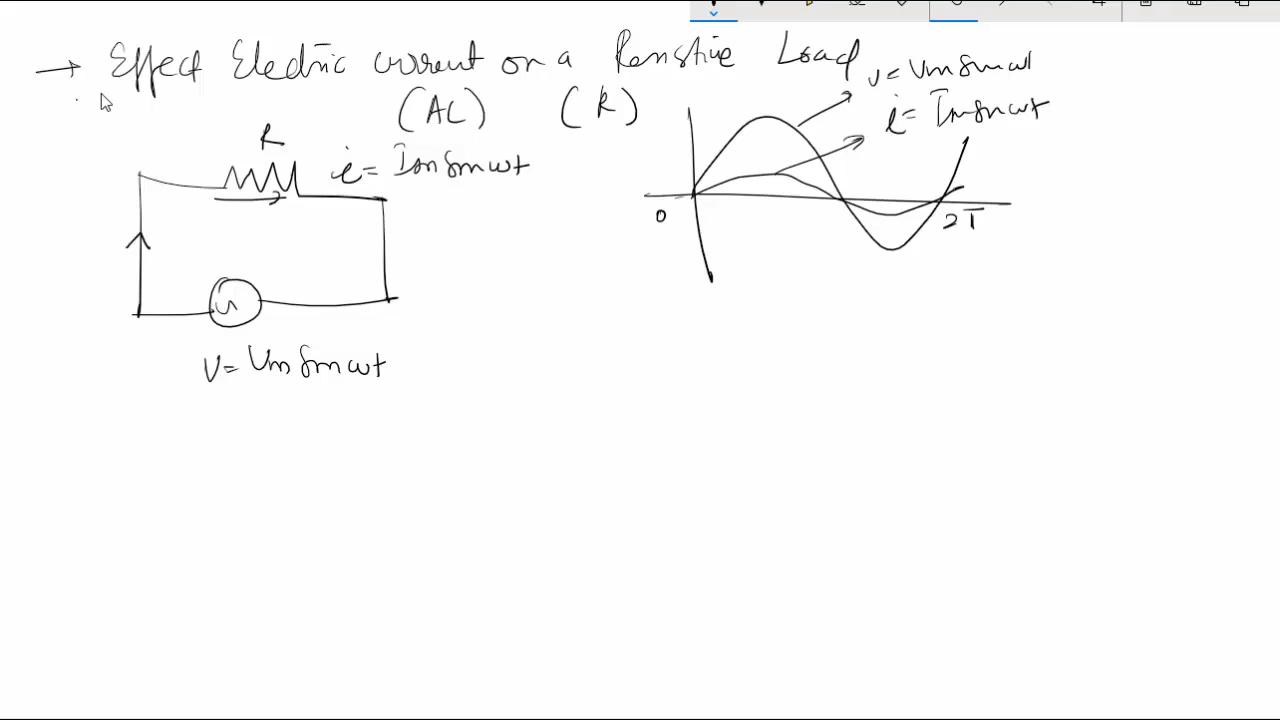 → Effect Electric current on a Resistive Load
(AC) (R)
v = Vm sin ωt
i = Im sin ωt
R
i = Im sin ωt
0
2π
V = Vm sin ωt